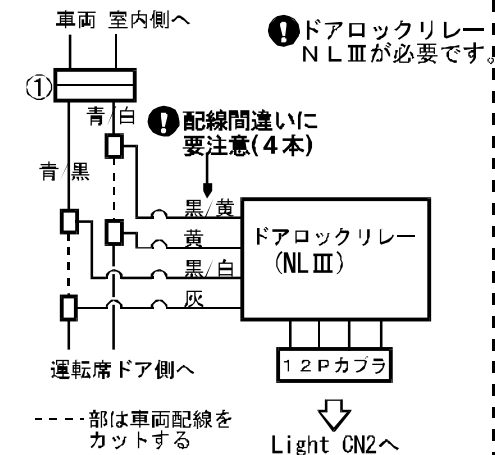 車両 室内側へ
!ドアロックリレー
NLⅢが必要です。
①
青/白
!配線間違いに
要注意(4本)
青/黒
黒/黄
黄
黒/白
灰
ドアロックリレー
(NLⅢ)
12Pカプラ
運転席ドア側へ
----部は車両配線を
カットする
Light CN2へ